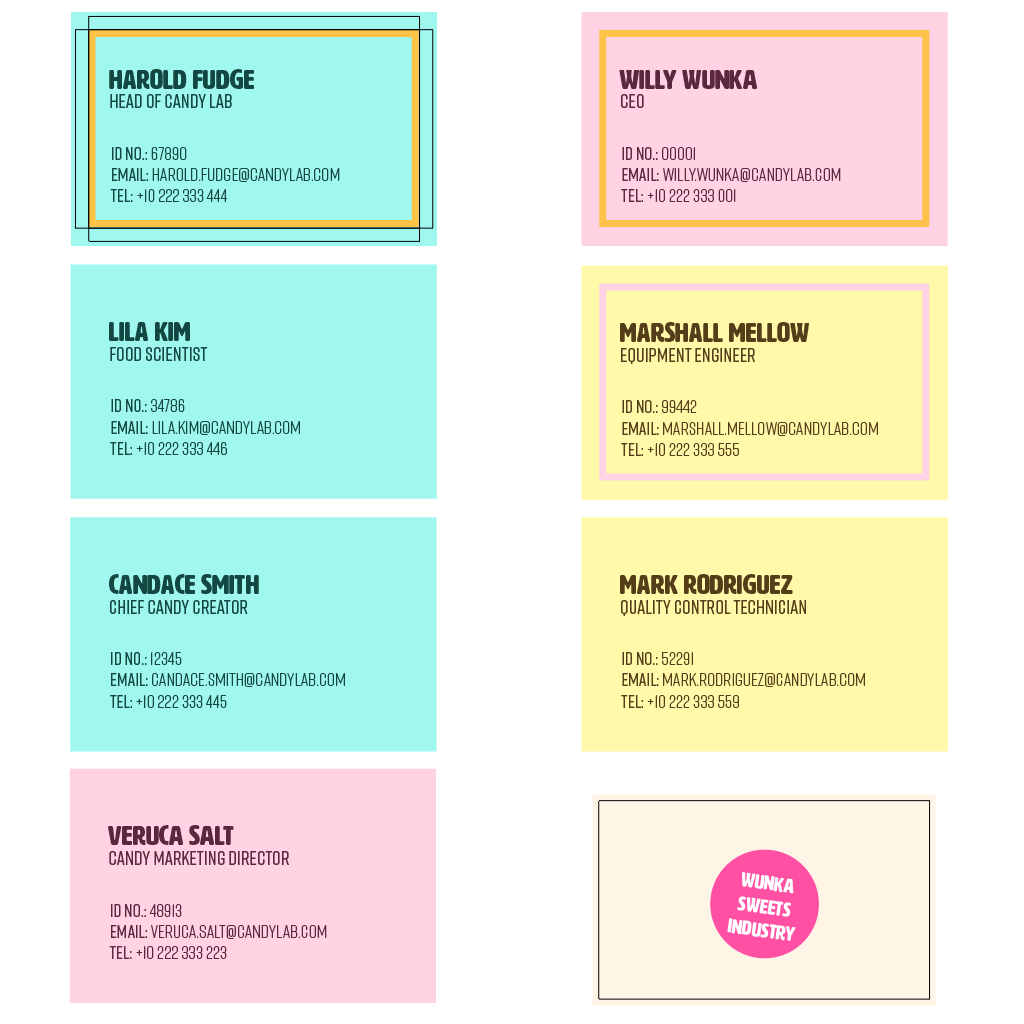 HAROLD FUDGE
HEAD OF CANDY LAB
ID NO.: 67890
EMAIL: HAROLD.FUDGE@CANDYLAB.COM
TEL: +10 222 333 444
WILLY WUNKA
CEO
ID NO.: 00001
EMAIL: WILLY.WUNKA@CANDYLAB.COM
TEL: +10 222 333 001
LILA KIM
FOOD SCIENTIST
ID NO.: 34786
EMAIL: LILA.KIM@CANDYLAB.COM
TEL: +10 222 333 446
MARSHALL MELLOW
EQUIPMENT ENGINEER
ID NO.: 99442
EMAIL: MARSHALL.MELLOW@CANDYLAB.COM
TEL: +10 222 333 555
CANDACE SMITH
CHIEF CANDY CREATOR
ID NO.: 12345
EMAIL: CANDACE.SMITH@CANDYLAB.COM
TEL: +10 222 333 445
MARK RODRIGUEZ
QUALITY CONTROL TECHNICIAN
ID NO.: 52291
EMAIL: MARK.RODRIGUEZ@CANDYLAB.COM
TEL: +10 222 333 559
VERUCA SALT
CANDY MARKETING DIRECTOR
ID NO.: 48913
EMAIL: VERUCA.SALT@CANDYLAB.COM
TEL: +10 222 333 223
WUNKA
SWEETS
INDUSTRY